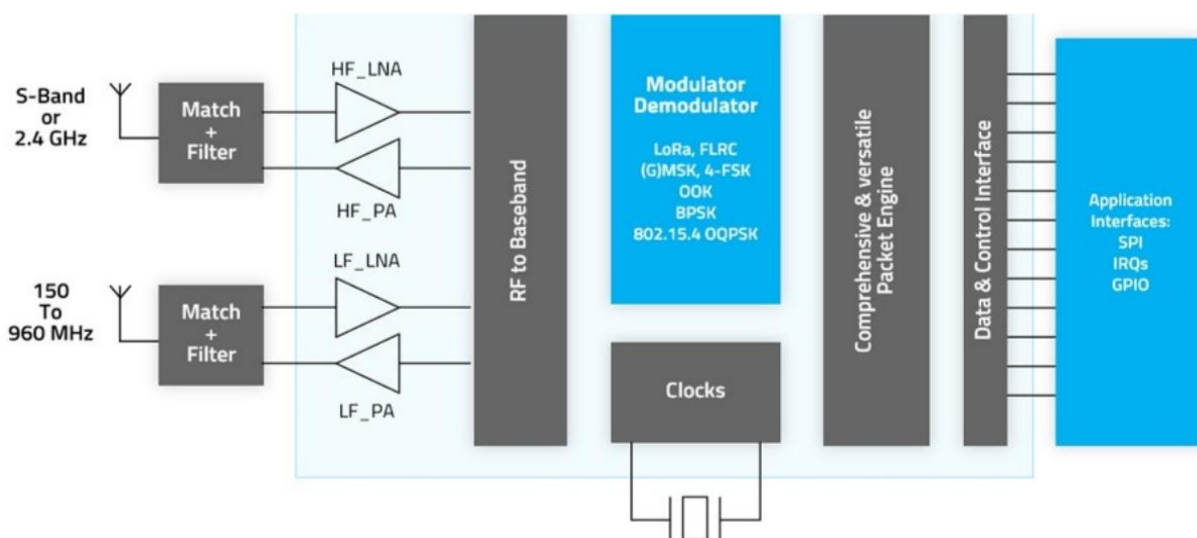 S-Band
or
2.4 GHz
Match
+
Filter
HF_LNA
HF_PA
150
To
960 MHz
Match
+
Filter
LF_LNA
LF_PA
RF to Baseband
Modulator
Demodulator
LoRa, FLRC
(G)MSK, 4-FSK
OOK
BPSK
802.15.4 OQPSK
Clocks
Comprehensive & versatile
Packet Engine
Data & Control Interface
Application
Interfaces:
SPI
IRQs
GPIO